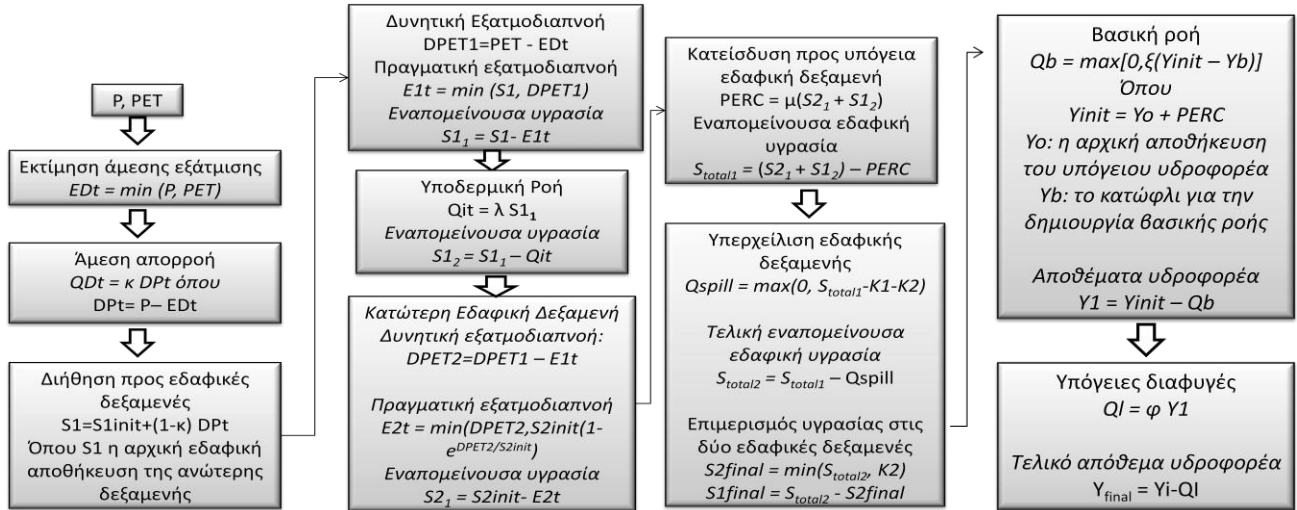 P, PET
Εκτίμηση άμεσης εξάτμισης
EDt = min (P, PET)
Άμεση απορροή
QDt = κ DPt όπου
DPt= P– EDt
Διήθηση προς εδαφικές
δεξαμενές
S1=S1init+(1-κ) DPt
Όπου S1 η αρχική εδαφική
αποθήκευση της ανώτερης
δεξαμενής
Δυνητική Εξατμοδιαπνοή
DPET1=PET - EDt
Πραγματική εξατμοδιαπνοή
E1t = min (S1, DPET1)
Εναπομείνουσα υγρασία
S1₁ = S1- E1t
Υποδερμική Ροή
Qit = λ S1₁
Εναπομείνουσα υγρασία
S1₂ = S1₁ – Qit
Κατώτερη Εδαφική Δεξαμενή
Δυνητική εξατμοδιαπνοή:
DPET2=DPET1 – E1t
Πραγματική εξατμοδιαπνοή
E2t = min(DPET2,S2init(1-
e^DPET2/S2init)
Εναπομείνουσα υγρασία
S2₁ = S2init- E2t
Κατείσδυση προς υπόγεια
εδαφική δεξαμενή
PERC = μ(S2₁ + S1₂)
Εναπομείνουσα εδαφική
υγρασία
S_total1 = (S2₁ + S1₂) – PERC
Υπερχείλιση εδαφικής
δεξαμενής
Qspill = max(0, S_total1-K1-K2)
Τελική εναπομείνουσα
εδαφική υγρασία
S_total2 = S_total1 – Qspill
Επιμερισμός υγρασίας στις
δύο εδαφικές δεξαμενές
S2final = min(S_total2, K2)
S1final = S_total2 - S2final
Βασική ροή
Qb = max[0,ξ(Yinit – Yb)]
Όπου
Yinit = Yo + PERC
Yo: η αρχική αποθήκευση
του υπόγειου υδροφορέα
Yb: το κατώφλι για την
δημιουργία βασικής ροής
Αποθέματα υδροφορέα
Y1 = Yinit – Qb
Υπόγειες διαφυγές
Ql = φ Y1
Τελικό απόθεμα υδροφορέα
Y_final = Yi-Ql